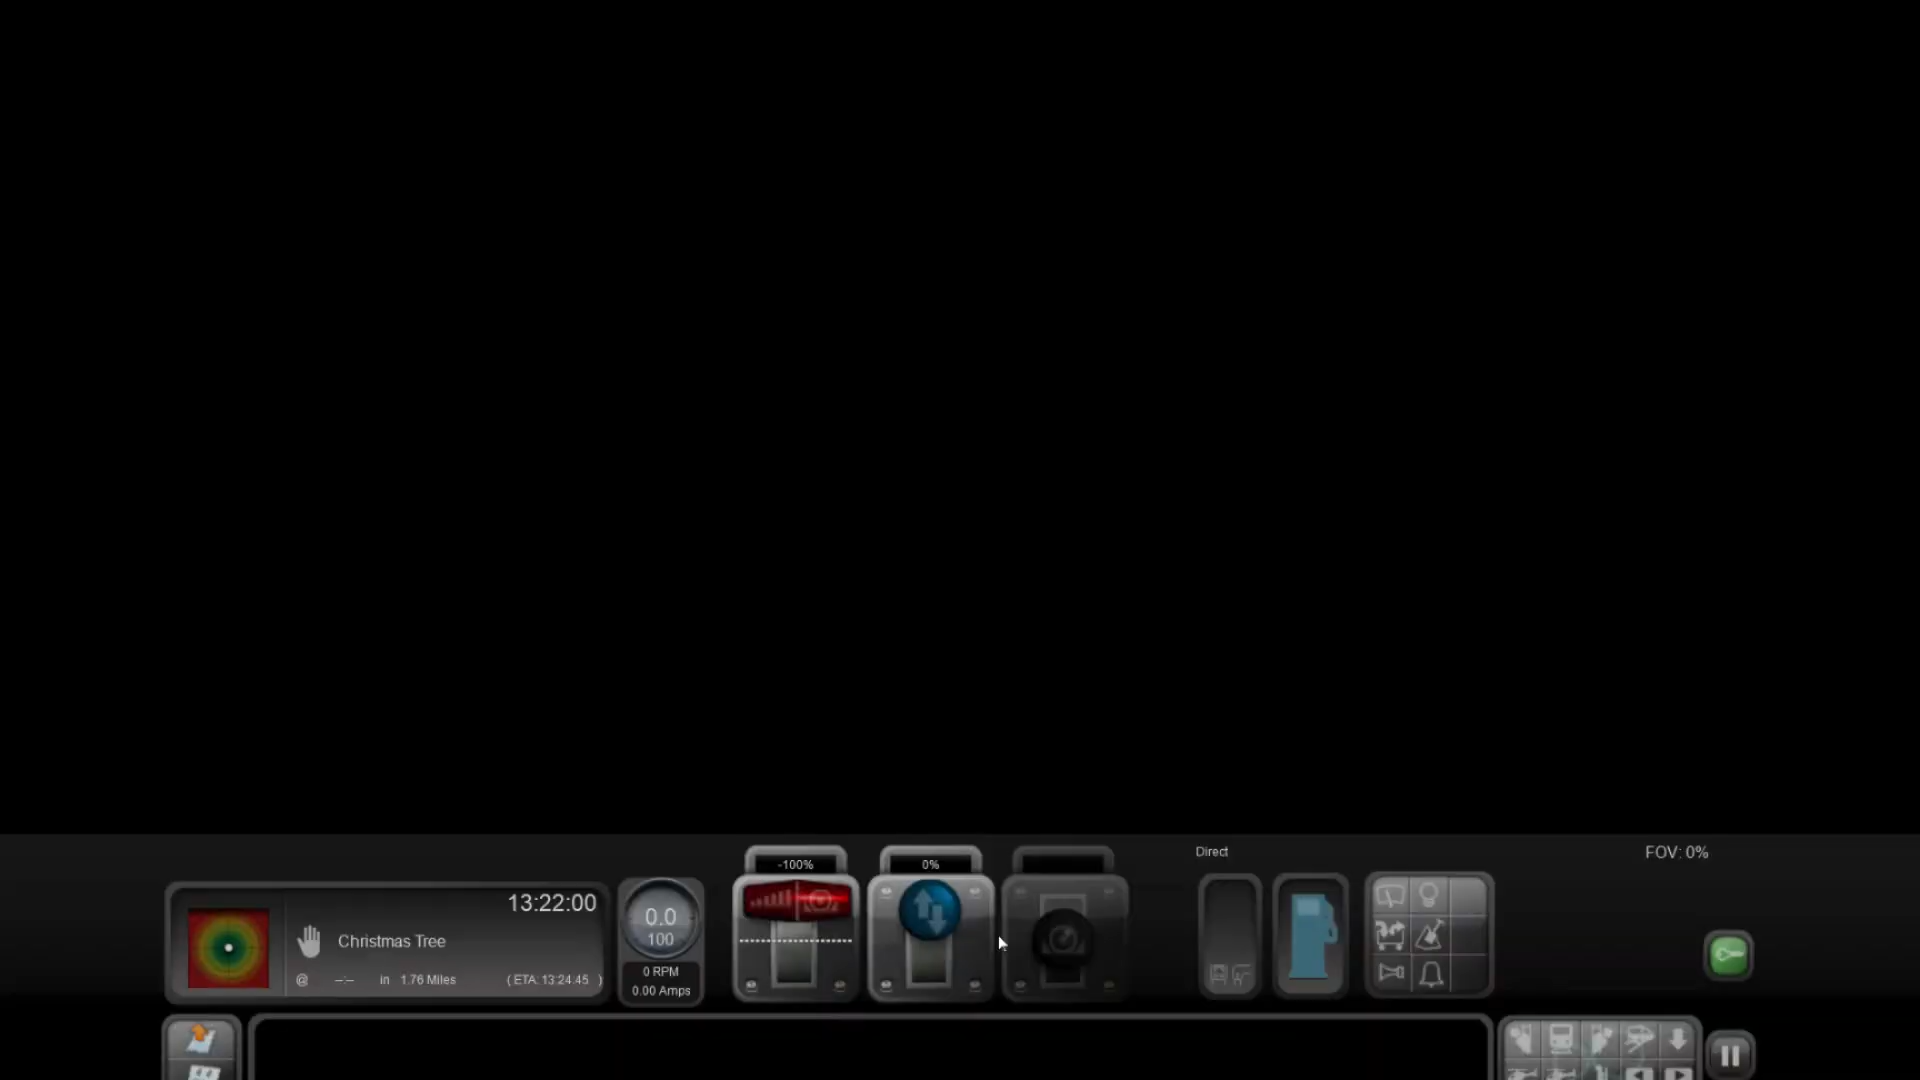 -100%
0%
Direct
FOV: 0%
13:22:00
Christmas Tree
@ --:-- in 1.76 Miles ( ETA: 13:24:45 )
0.0
100
0 RPM
0.00 Amps